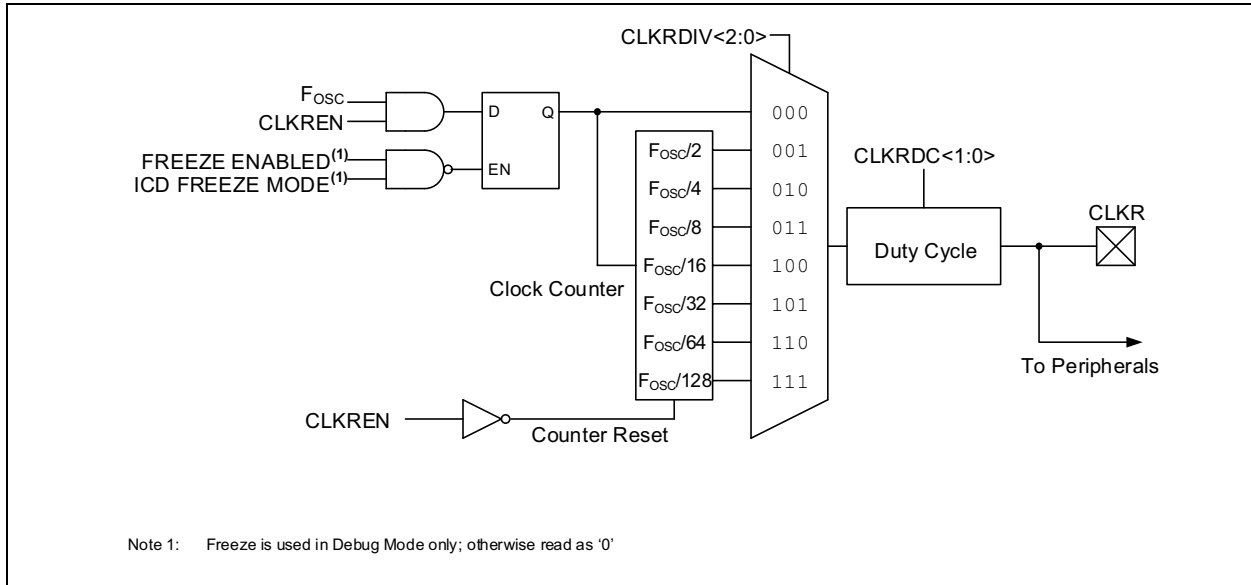 CLKRDIV<2:0>
FOSC
CLKREN
D
Q
000
FREEZE ENABLED(1)
ICD FREEZE MODE(1)
EN
FOSC/2
001
CLKRDC<1:0>
FOSC/4
010
FOSC/8
011
CLKR
Duty Cycle
FOSC/16
100
Clock Counter
FOSC/32
101
FOSC/64
110
To Peripherals
FOSC/128
111
CLKREN
Counter Reset
Note 1: Freeze is used in Debug Mode only; otherwise read as ‘0’